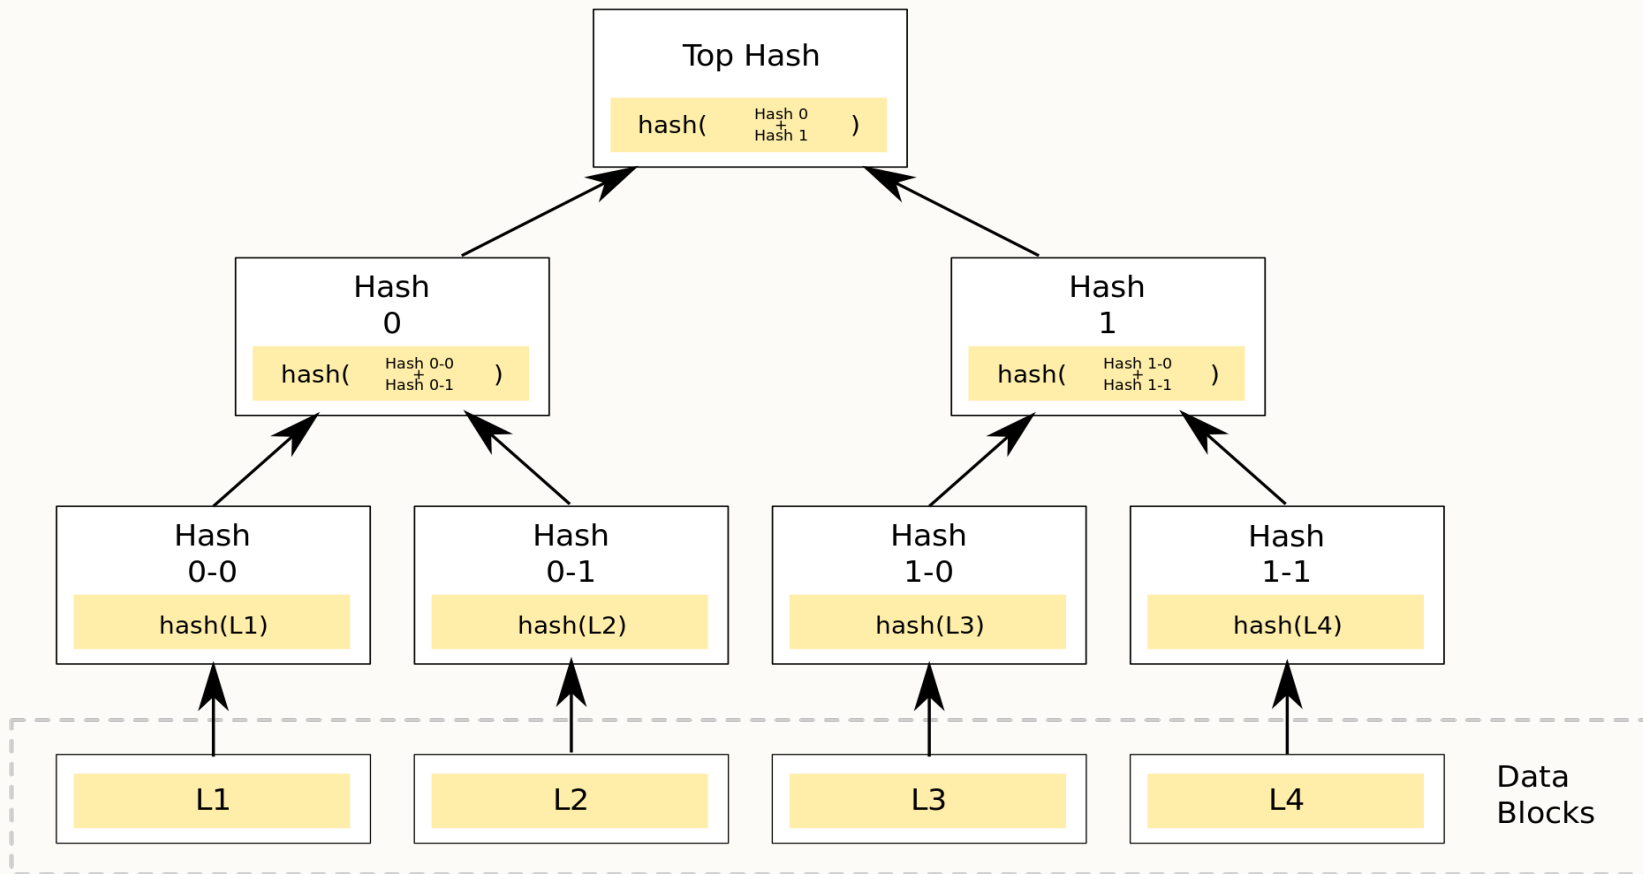 Top Hash
hash( Hash 0 + Hash 1 )
Hash
0
hash( Hash 0-0 + Hash 0-1 )
Hash
1
hash( Hash 1-0 + Hash 1-1 )
Hash
0-0
hash(L1)
Hash
0-1
hash(L2)
Hash
1-0
hash(L3)
Hash
1-1
hash(L4)
L1
L2
L3
L4
Data
Blocks